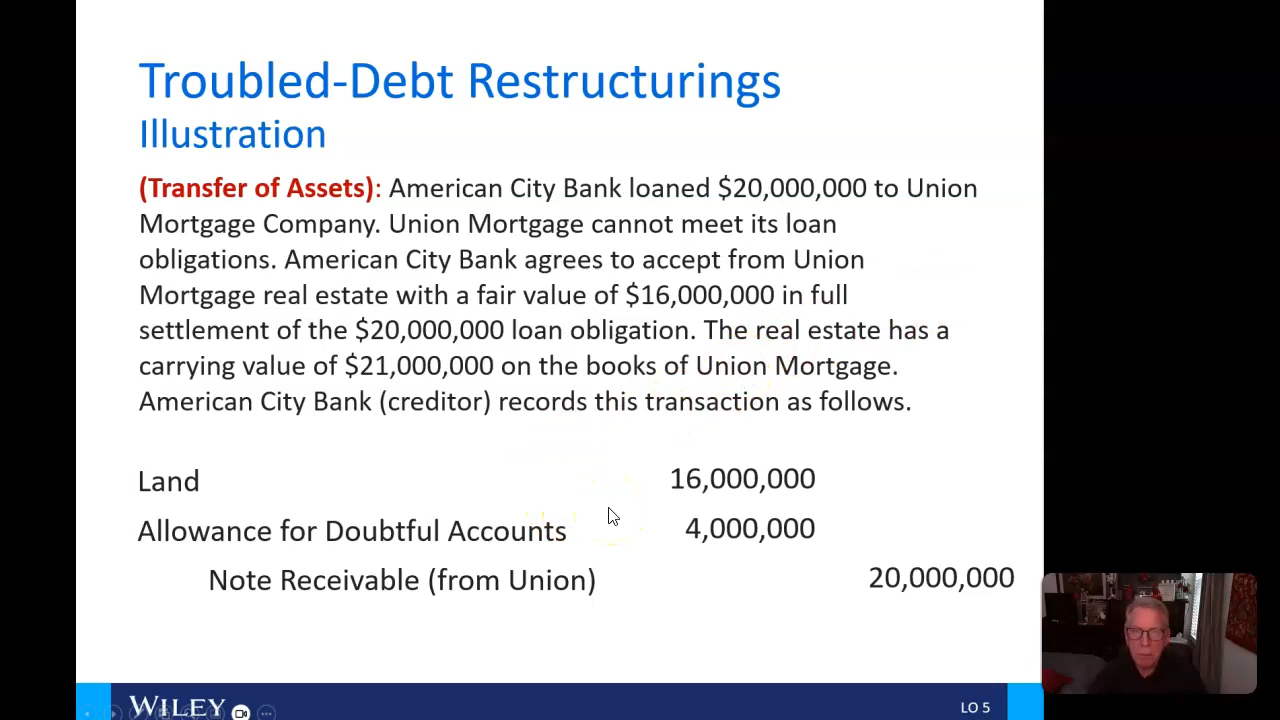 Troubled-Debt Restructurings
Illustration
(Transfer of Assets): American City Bank loaned $20,000,000 to Union
Mortgage Company. Union Mortgage cannot meet its loan
obligations. American City Bank agrees to accept from Union
Mortgage real estate with a fair value of $16,000,000 in full
settlement of the $20,000,000 loan obligation. The real estate has a
carrying value of $21,000,000 on the books of Union Mortgage.
American City Bank (creditor) records this transaction as follows.
Land 16,000,000
Allowance for Doubtful Accounts 4,000,000
Note Receivable (from Union) 20,000,000
WILEY LO 5